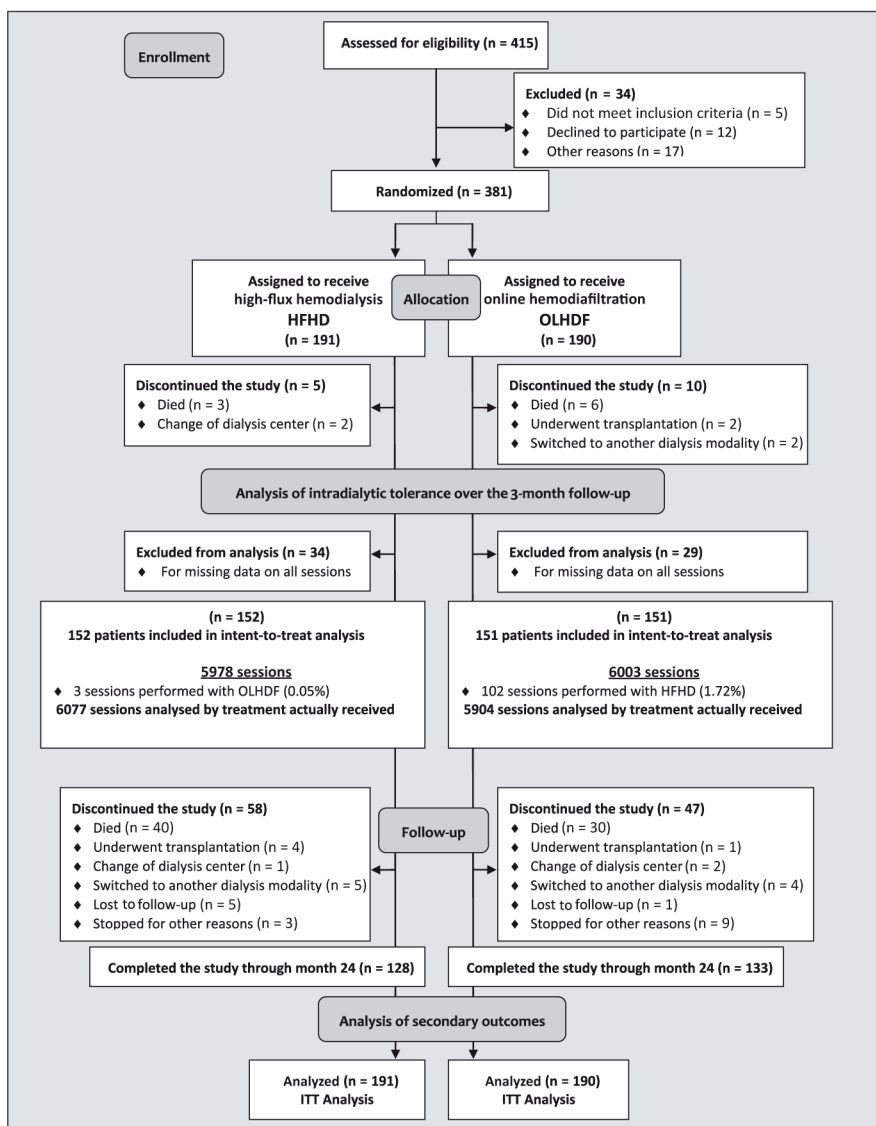 Enrollment
Assessed for eligibility (n = 415)
Excluded (n = 34)
♦ Did not meet inclusion criteria (n = 5)
♦ Declined to participate (n = 12)
♦ Other reasons (n = 17)
Randomized (n = 381)
Allocation
Assigned to receive
high-flux hemodialysis
HFHD
(n = 191)
Assigned to receive
online hemodiafiltration
OLHDF
(n = 190)
Discontinued the study (n = 5)
♦ Died (n = 3)
♦ Change of dialysis center (n = 2)
Discontinued the study (n = 10)
♦ Died (n = 6)
♦ Underwent transplantation (n = 2)
♦ Switched to another dialysis modality (n = 2)
Analysis of intradialytic tolerance over the 3-month follow-up
Excluded from analysis (n = 34)
♦ For missing data on all sessions
Excluded from analysis (n = 29)
♦ For missing data on all sessions
(n = 152)
152 patients included in intent-to-treat analysis
5978 sessions
♦ 3 sessions performed with OLHDF (0.05%)
6077 sessions analysed by treatment actually received
(n = 151)
151 patients included in intent-to-treat analysis
6003 sessions
♦ 102 sessions performed with HFHD (1.72%)
5904 sessions analysed by treatment actually received
Follow-up
Discontinued the study (n = 58)
♦ Died (n = 40)
♦ Underwent transplantation (n = 4)
♦ Change of dialysis center (n = 1)
♦ Switched to another dialysis modality (n = 5)
♦ Lost to follow-up (n = 5)
♦ Stopped for other reasons (n = 3)
Discontinued the study (n = 47)
♦ Died (n = 30)
♦ Underwent transplantation (n = 1)
♦ Change of dialysis center (n = 2)
♦ Switched to another dialysis modality (n = 4)
♦ Lost to follow-up (n = 1)
♦ Stopped for other reasons (n = 9)
Completed the study through month 24 (n = 128)
Completed the study through month 24 (n = 133)
Analysis of secondary outcomes
Analyzed (n = 191)
ITT Analysis
Analyzed (n = 190)
ITT Analysis